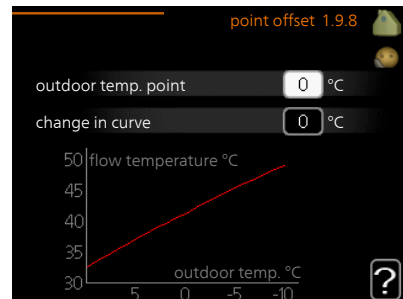 point offset 1.9.8
outdoor temp. point 0 °C
change in curve 0 °C
50 flow temperature °C
45
40
35
30
outdoor temp. °C
5 0 -5 -10
?